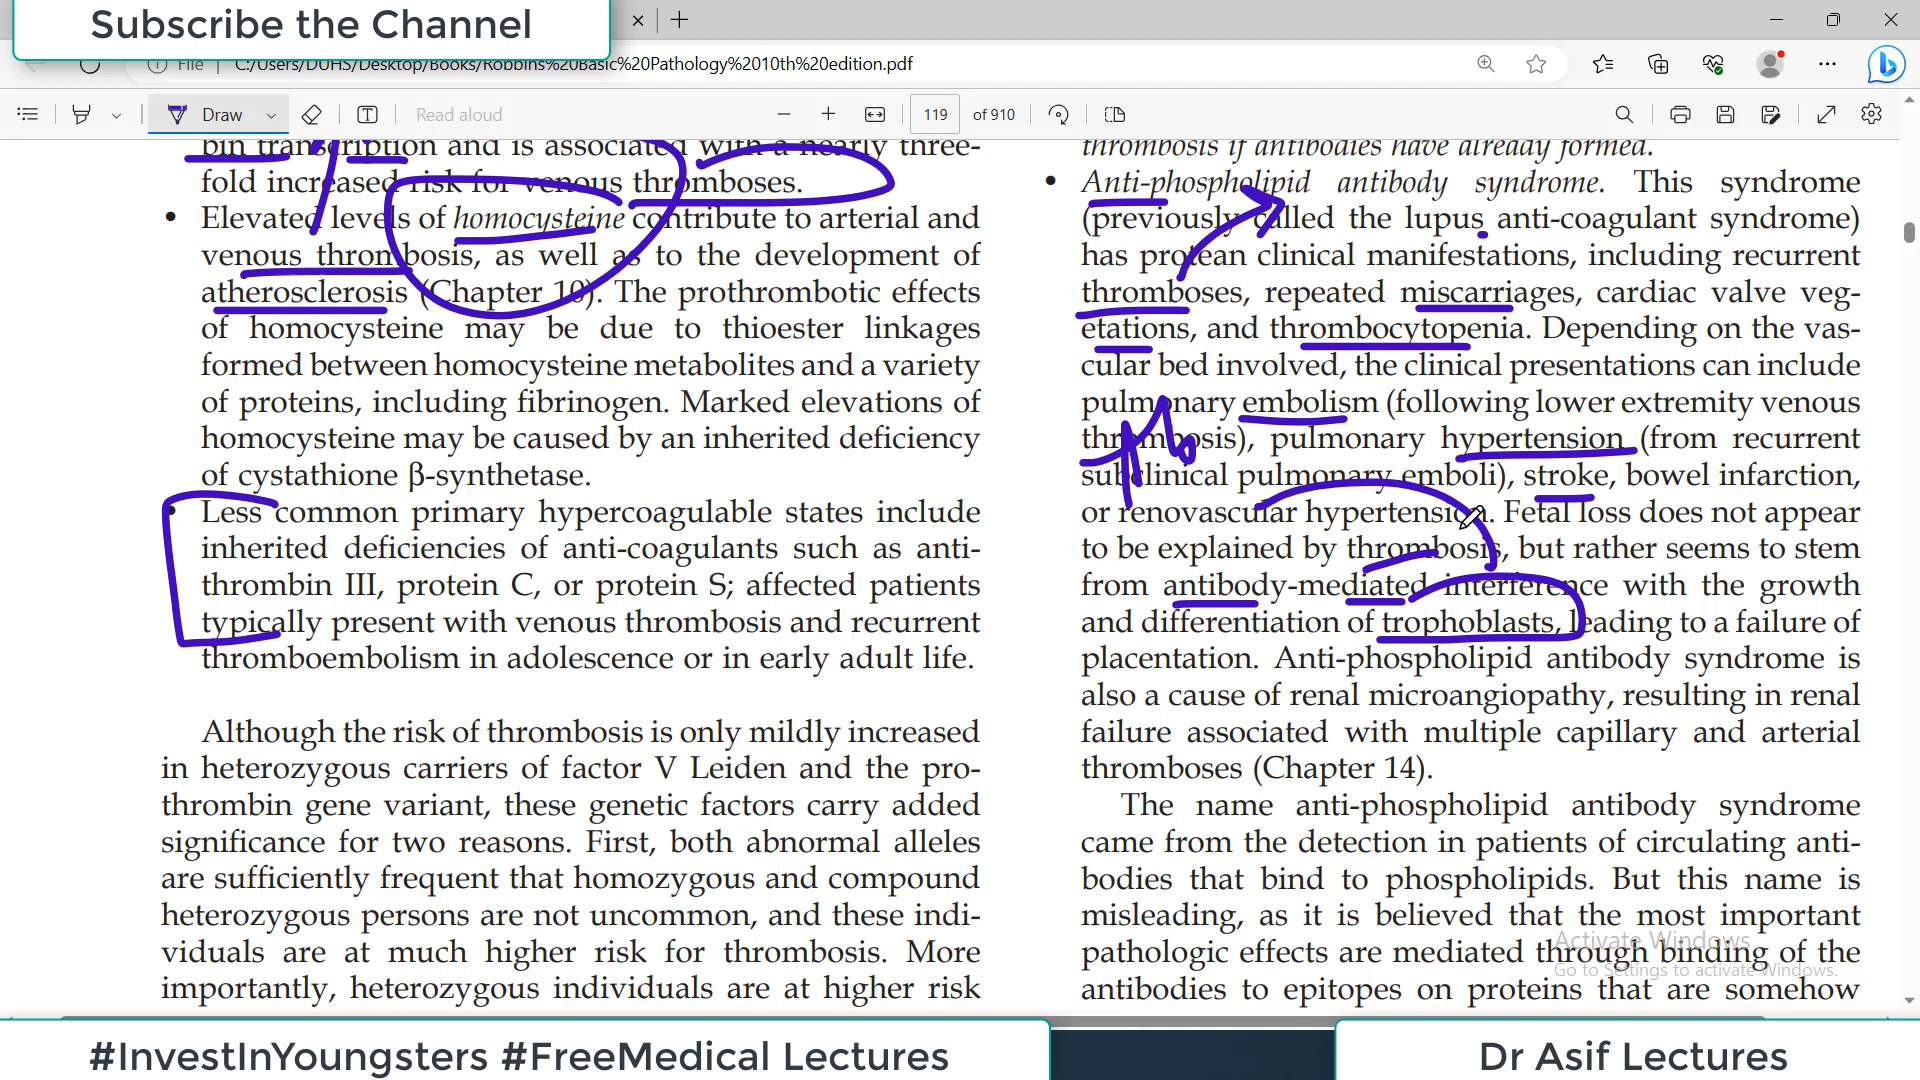 Subscribe the Channel
File
C:/Users/DUHS/Desktop/Books/Robbins%20Basic%20Pathology%2010th%20edition.pdf
Draw
Read aloud
119 of 910
bin transcription and is associated with a nearly three-
fold increased risk for venous thromboses.
• Elevated levels of homocysteine contribute to arterial and
venous thrombosis, as well as to the development of
atherosclerosis (Chapter 10). The prothrombotic effects
of homocysteine may be due to thioester linkages
formed between homocysteine metabolites and a variety
of proteins, including fibrinogen. Marked elevations of
homocysteine may be caused by an inherited deficiency
of cystathione β-synthetase.
• Less common primary hypercoagulable states include
inherited deficiencies of anti-coagulants such as anti-
thrombin III, protein C, or protein S; affected patients
typically present with venous thrombosis and recurrent
thromboembolism in adolescence or in early adult life.
Although the risk of thrombosis is only mildly increased
in heterozygous carriers of factor V Leiden and the pro-
thrombin gene variant, these genetic factors carry added
significance for two reasons. First, both abnormal alleles
are sufficiently frequent that homozygous and compound
heterozygous persons are not uncommon, and these indi-
viduals are at much higher risk for thrombosis. More
importantly, heterozygous individuals are at higher risk
thrombosis if antibodies have already formed.
• Anti-phospholipid antibody syndrome. This syndrome
(previously called the lupus anti-coagulant syndrome)
has protean clinical manifestations, including recurrent
thromboses, repeated miscarriages, cardiac valve veg-
etations, and thrombocytopenia. Depending on the vas-
cular bed involved, the clinical presentations can include
pulmonary embolism (following lower extremity venous
thrombosis), pulmonary hypertension (from recurrent
subclinical pulmonary emboli), stroke, bowel infarction,
or renovascular hypertension. Fetal loss does not appear
to be explained by thrombosis, but rather seems to stem
from antibody-mediated interference with the growth
and differentiation of trophoblasts, leading to a failure of
placentation. Anti-phospholipid antibody syndrome is
also a cause of renal microangiopathy, resulting in renal
failure associated with multiple capillary and arterial
thromboses (Chapter 14).
The name anti-phospholipid antibody syndrome
came from the detection in patients of circulating anti-
bodies that bind to phospholipids. But this name is
misleading, as it is believed that the most important
pathologic effects are mediated through binding of the
antibodies to epitopes on proteins that are somehow
Activate Windows
Go to Settings to activate Windows.
#InvestInYoungsters #FreeMedical Lectures
Dr Asif Lectures